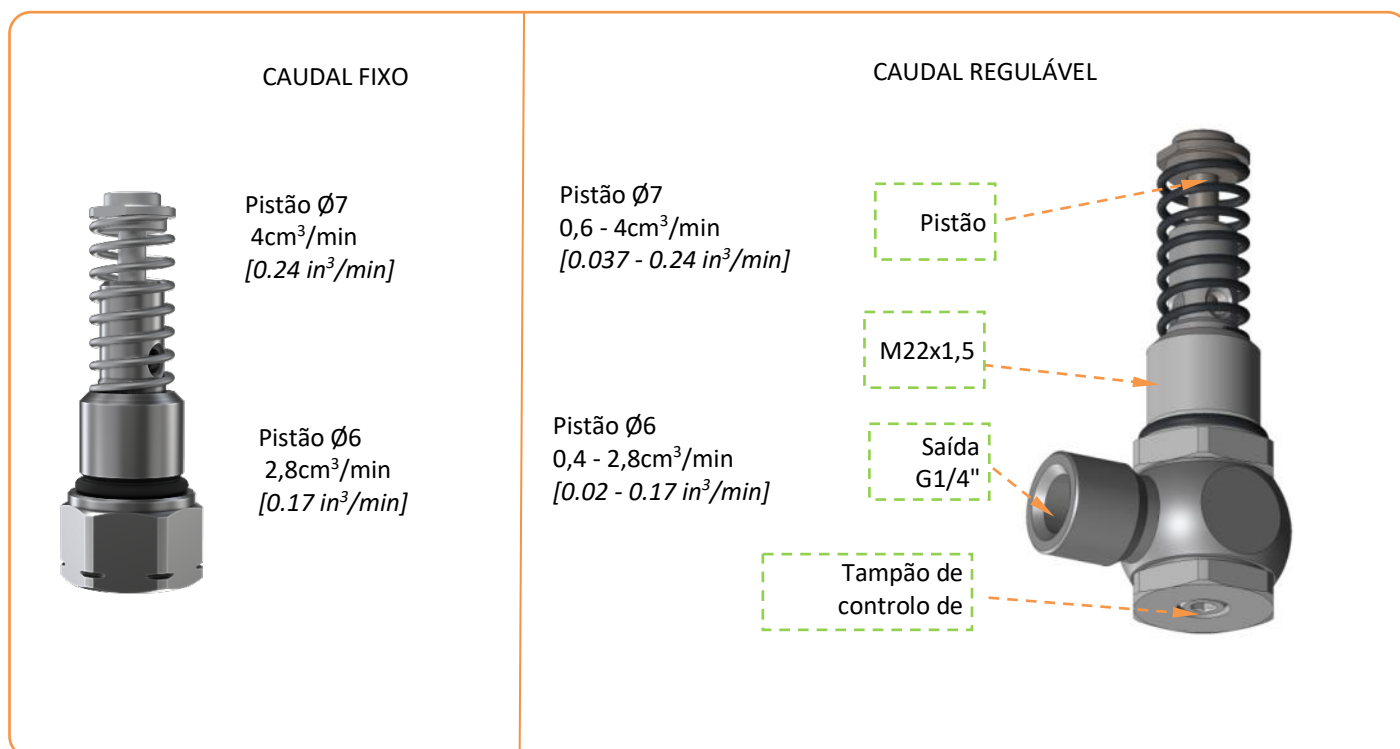 CAUDAL FIXO
Pistão Ø7
4cm³/min
[0.24 in³/min]
Pistão Ø6
2,8cm³/min
[0.17 in³/min]
CAUDAL REGULÁVEL
Pistão Ø7
0,6 - 4cm³/min
[0.037 - 0.24 in³/min]
Pistão Ø6
0,4 - 2,8cm³/min
[0.02 - 0.17 in³/min]
Pistão
M22x1,5
Saída
G1/4"
Tampão de
controlo de